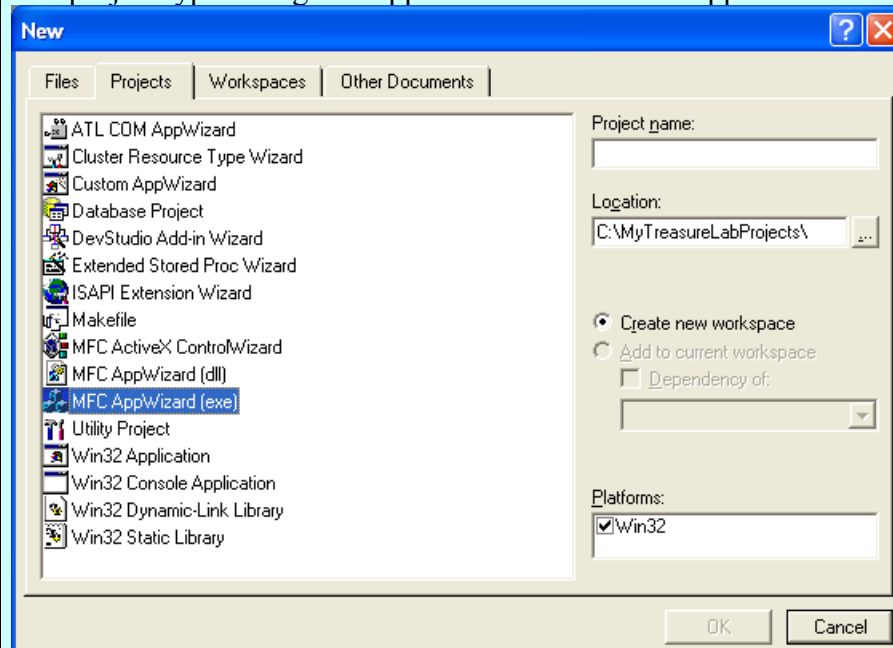 New
Files Projects Workspaces Other Documents
ATL COM AppWizard
Cluster Resource Type Wizard
Custom AppWizard
Database Project
DevStudio Add-in Wizard
Extended Stored Proc Wizard
ISAPI Extension Wizard
Makefile
MFC ActiveX ControlWizard
MFC AppWizard (dll)
MFC AppWizard (exe)
Utility Project
Win32 Application
Win32 Console Application
Win32 Dynamic-Link Library
Win32 Static Library
Project name:
Location:
C:\MyTreasureLabProjects\
...
Create new workspace
Add to current workspace
Dependency of:
Platforms:
Win32
OK Cancel